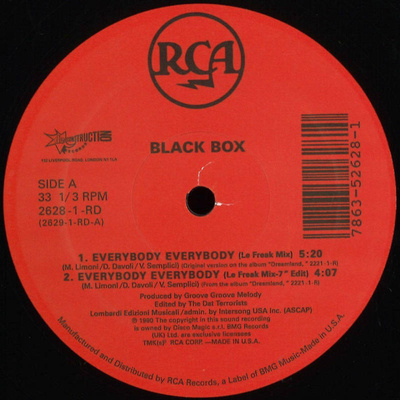 RCA
DECONSTRUCTION
RECORDS
BLACK BOX
SIDE A
33 1/3 RPM
2628-1-RD
(2629-1-RD-A)
7863-52628-1
1. EVERYBODY EVERYBODY (Le Freak Mix) 5:20
(M. Limoni/D. Davoli/V. Semplici) (Original version on the album "Dreamland," 2221-1-R)
2. EVERYBODY EVERYBODY (Le Freak Mix-7" Edit) 4:07
(M. Limoni/D. Davoli/V. Semplici) (From the album "Dreamland," 2221-1-R)
Produced by Groove Groove Melody
Edited by The Dat Terrorists
Lombardi Edizioni Musicali/admin. by Intersong USA Inc. (ASCAP)
℗ 1990 The copyright in this sound recording
is owned by Disco Magic s.r.l. BMG Records
(UK) Ltd. are exclusive licensees
TMK(s)® RCA CORP. —MADE IN U.S.A.
Manufactured and Distributed by RCA Records, a Label of BMG Music-Made in U.S.A.